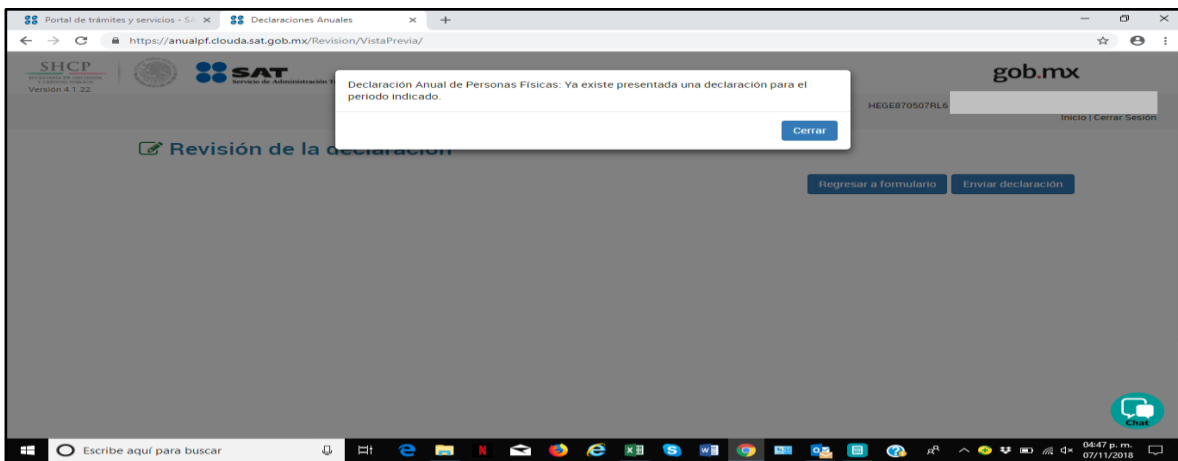 Portal de trámites y servicios - SA
Declaraciones Anuales
https://anualpf.clouda.sat.gob.mx/Revision/VistaPrevia/
SHCP
Versión 4.1.22
SAT
Servicio de Administración T
gob.mx
Declaración Anual de Personas Físicas: Ya existe presentada una declaración para el
periodo indicado.
Cerrar
HEGE870507RL6
Inicio | Cerrar Sesión
Revisión de la declaración
Regresar a formulario
Enviar declaración
Chat
Escribe aquí para buscar
04:47 p. m.
07/11/2018